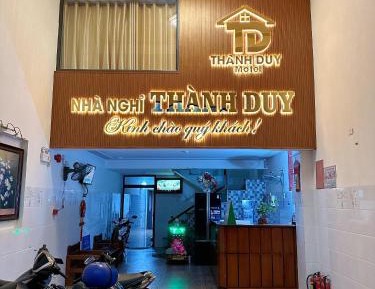 THÀNH DUY
Motel
NHÀ NGHỈ THÀNH DUY
Kính chào quý khách!